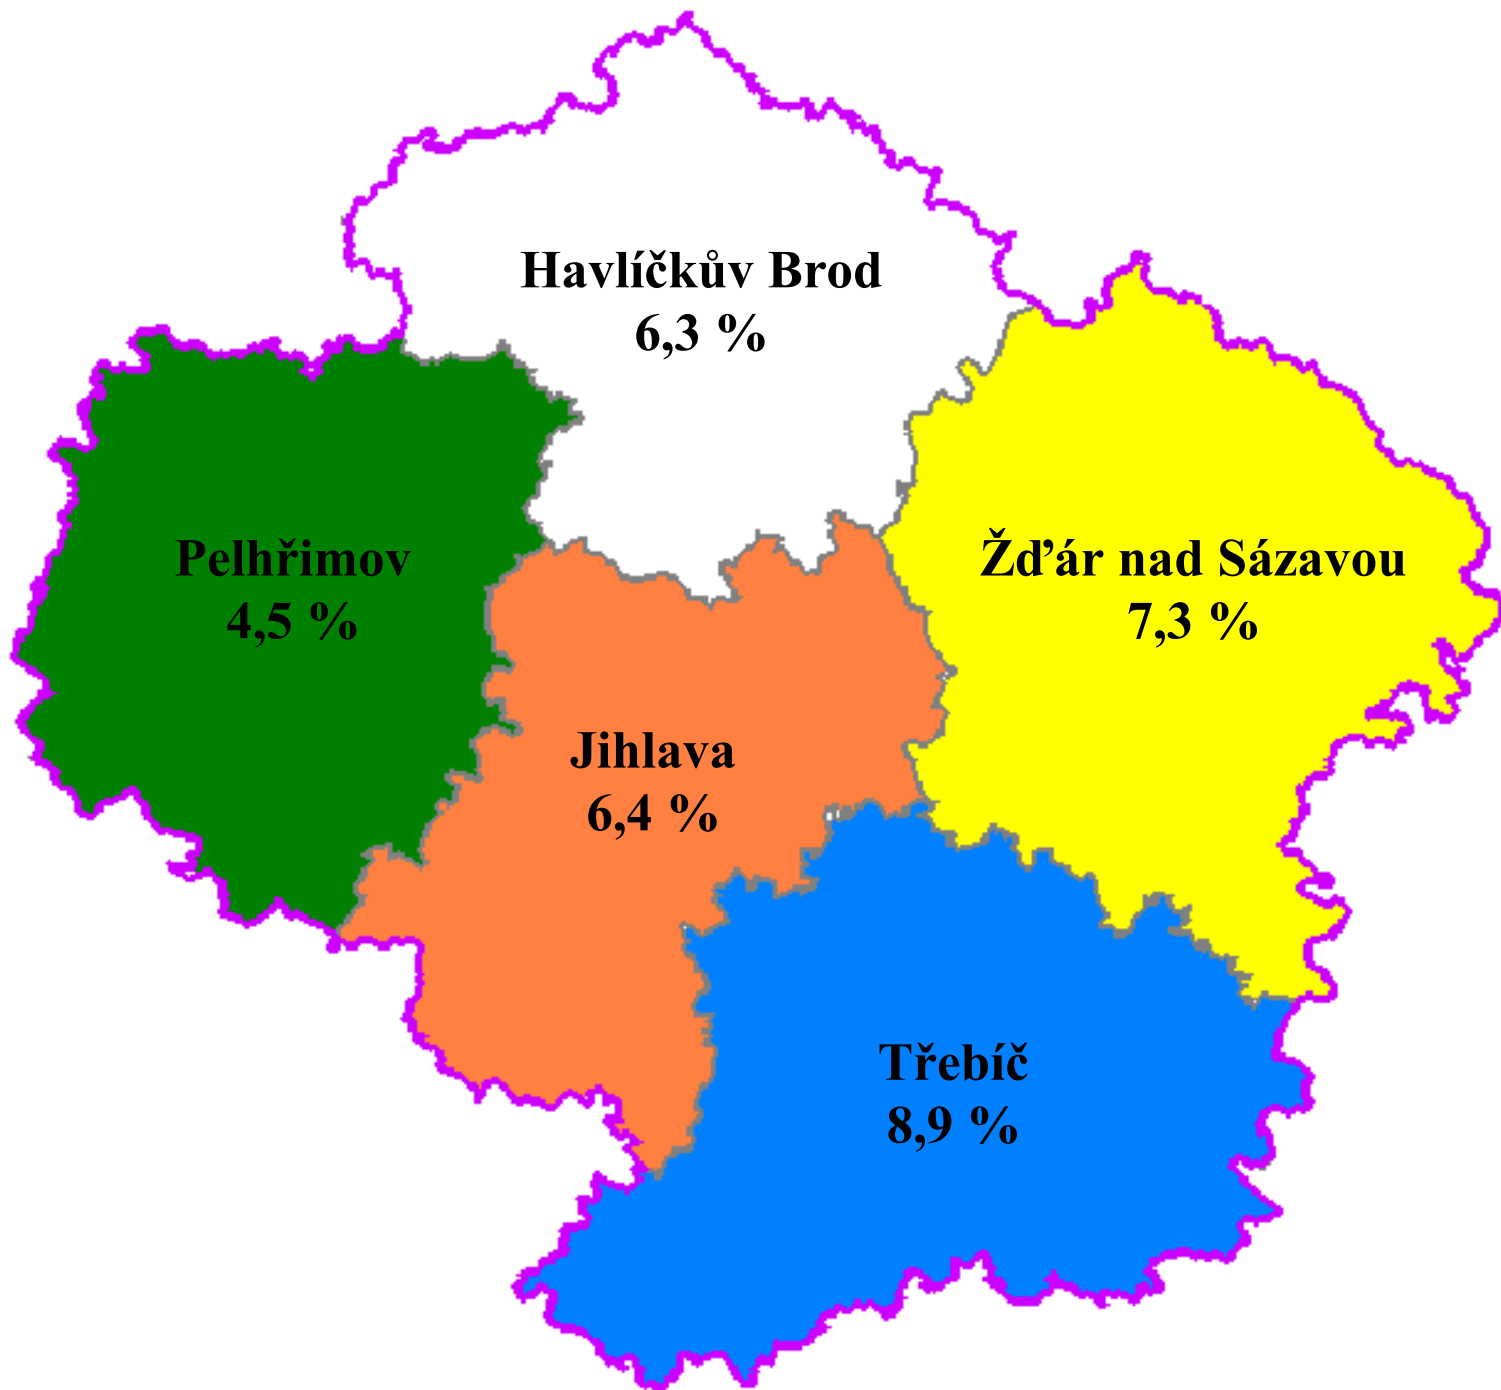 Havlíčkův Brod
6,3 %
Pelhřimov
4,5 %
Žďár nad Sázavou
7,3 %
Jihlava
6,4 %
Třebíč
8,9 %